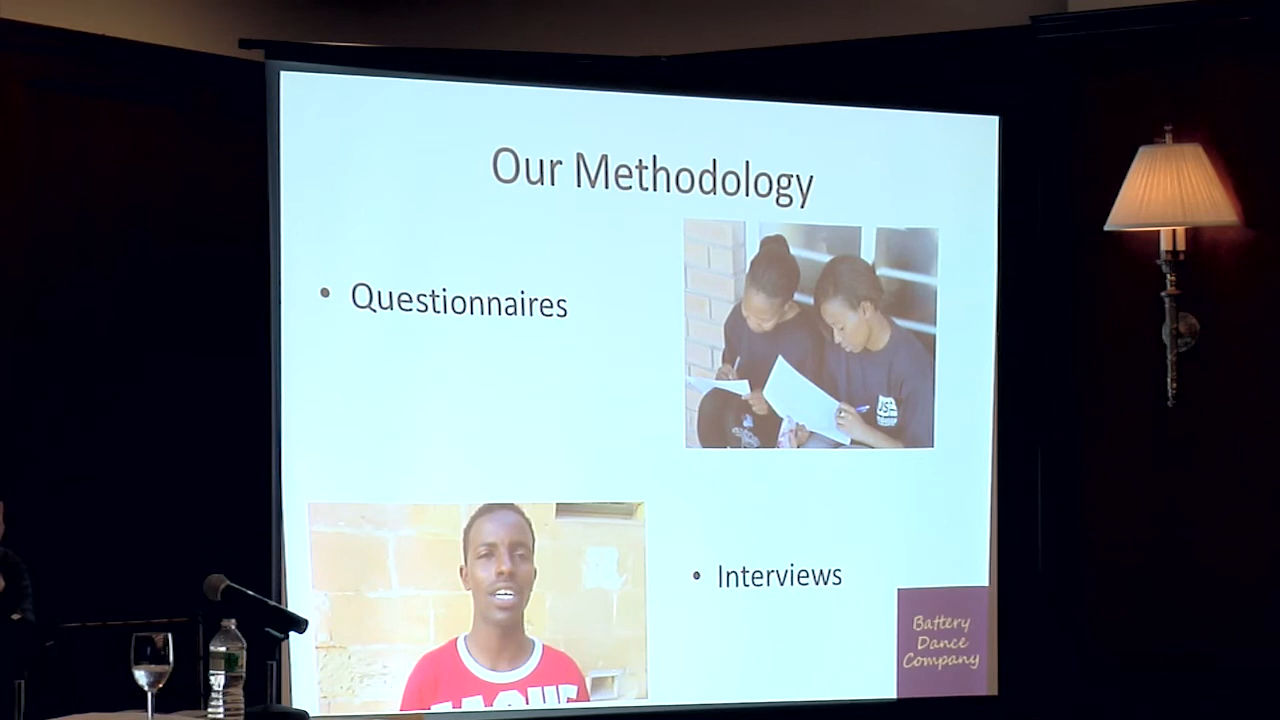 Our Methodology
• Questionnaires
• Interviews
Battery
Dance
Company